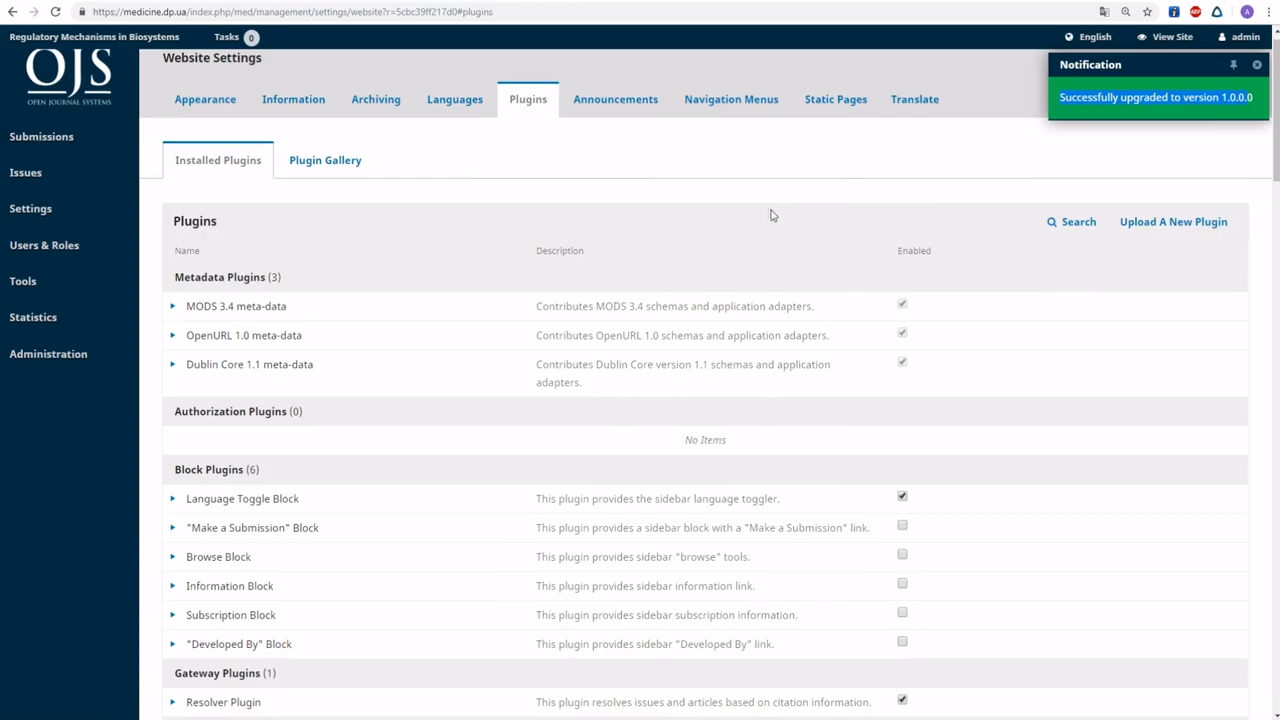 https://medicine.dp.ua/index.php/med/management/settings/website?r=5cbc39ff217d0#plugins
Regulatory Mechanisms in Biosystems Tasks 0 English View Site admin
OJS
OPEN JOURNAL SYSTEMS
Submissions
Issues
Settings
Users & Roles
Tools
Statistics
Administration
Website Settings
Notification
Successfully upgraded to version 1.0.0.0
Appearance Information Archiving Languages Plugins Announcements Navigation Menus Static Pages Translate
Installed Plugins Plugin Gallery
Plugins Search Upload A New Plugin
Name Description Enabled
Metadata Plugins (3)
MODS 3.4 meta-data Contributes MODS 3.4 schemas and application adapters.
OpenURL 1.0 meta-data Contributes OpenURL 1.0 schemas and application adapters.
Dublin Core 1.1 meta-data Contributes Dublin Core version 1.1 schemas and application
adapters.
Authorization Plugins (0)
No Items
Block Plugins (6)
Language Toggle Block This plugin provides the sidebar language toggler.
"Make a Submission" Block This plugin provides a sidebar block with a "Make a Submission" link.
Browse Block This plugin provides sidebar "browse" tools.
Information Block This plugin provides sidebar information link.
Subscription Block This plugin provides sidebar subscription information.
"Developed By" Block This plugin provides sidebar "Developed By" link.
Gateway Plugins (1)
Resolver Plugin This plugin resolves issues and articles based on citation information.